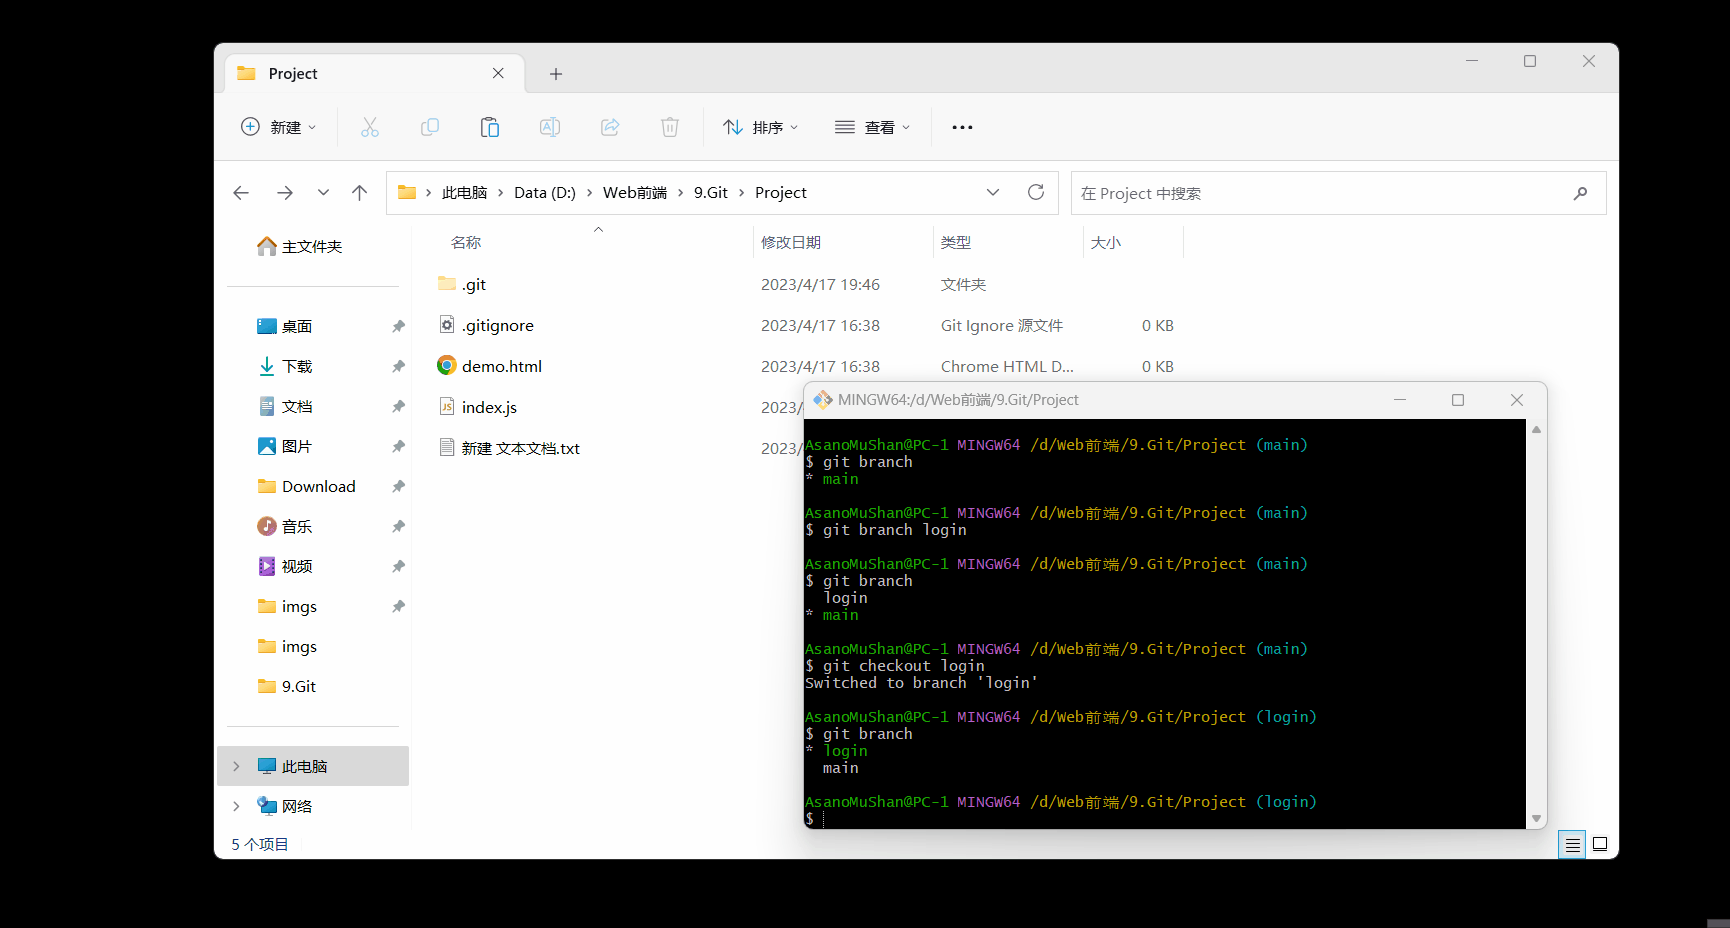 Project
新建
排序
查看
此电脑 Data (D:) Web前端 9.Git Project
在 Project 中搜索
主文件夹
桌面
下载
文档
图片
Download
音乐
视频
imgs
imgs
9.Git
此电脑
网络
名称 修改日期 类型 大小
.git 2023/4/17 19:46 文件夹
.gitignore 2023/4/17 16:38 Git Ignore 源文件 0 KB
demo.html 2023/4/17 16:38 Chrome HTML D... 0 KB
index.js 2023/
新建 文本文档.txt 2023/
MINGW64:/d/Web前端/9.Git/Project
AsanoMuShan@PC-1 MINGW64 /d/Web前端/9.Git/Project (main)
$ git branch
* main
AsanoMuShan@PC-1 MINGW64 /d/Web前端/9.Git/Project (main)
$ git branch login
AsanoMuShan@PC-1 MINGW64 /d/Web前端/9.Git/Project (main)
$ git branch
login
* main
AsanoMuShan@PC-1 MINGW64 /d/Web前端/9.Git/Project (main)
$ git checkout login
Switched to branch 'login'
AsanoMuShan@PC-1 MINGW64 /d/Web前端/9.Git/Project (login)
$ git branch
* login
main
AsanoMuShan@PC-1 MINGW64 /d/Web前端/9.Git/Project (login)
$
5 个项目